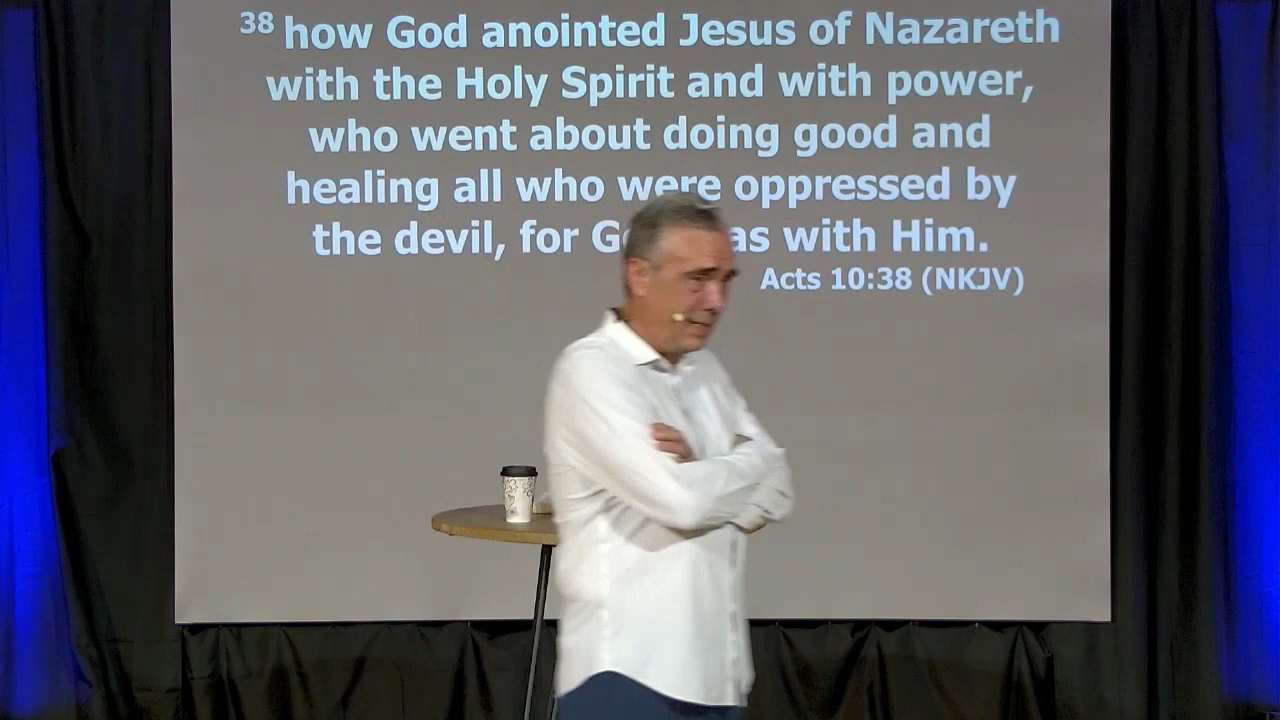 38 how God anointed Jesus of Nazareth
with the Holy Spirit and with power,
who went about doing good and
healing all who were oppressed by
the devil, for with Him.
Acts 10:38 (NKJV)